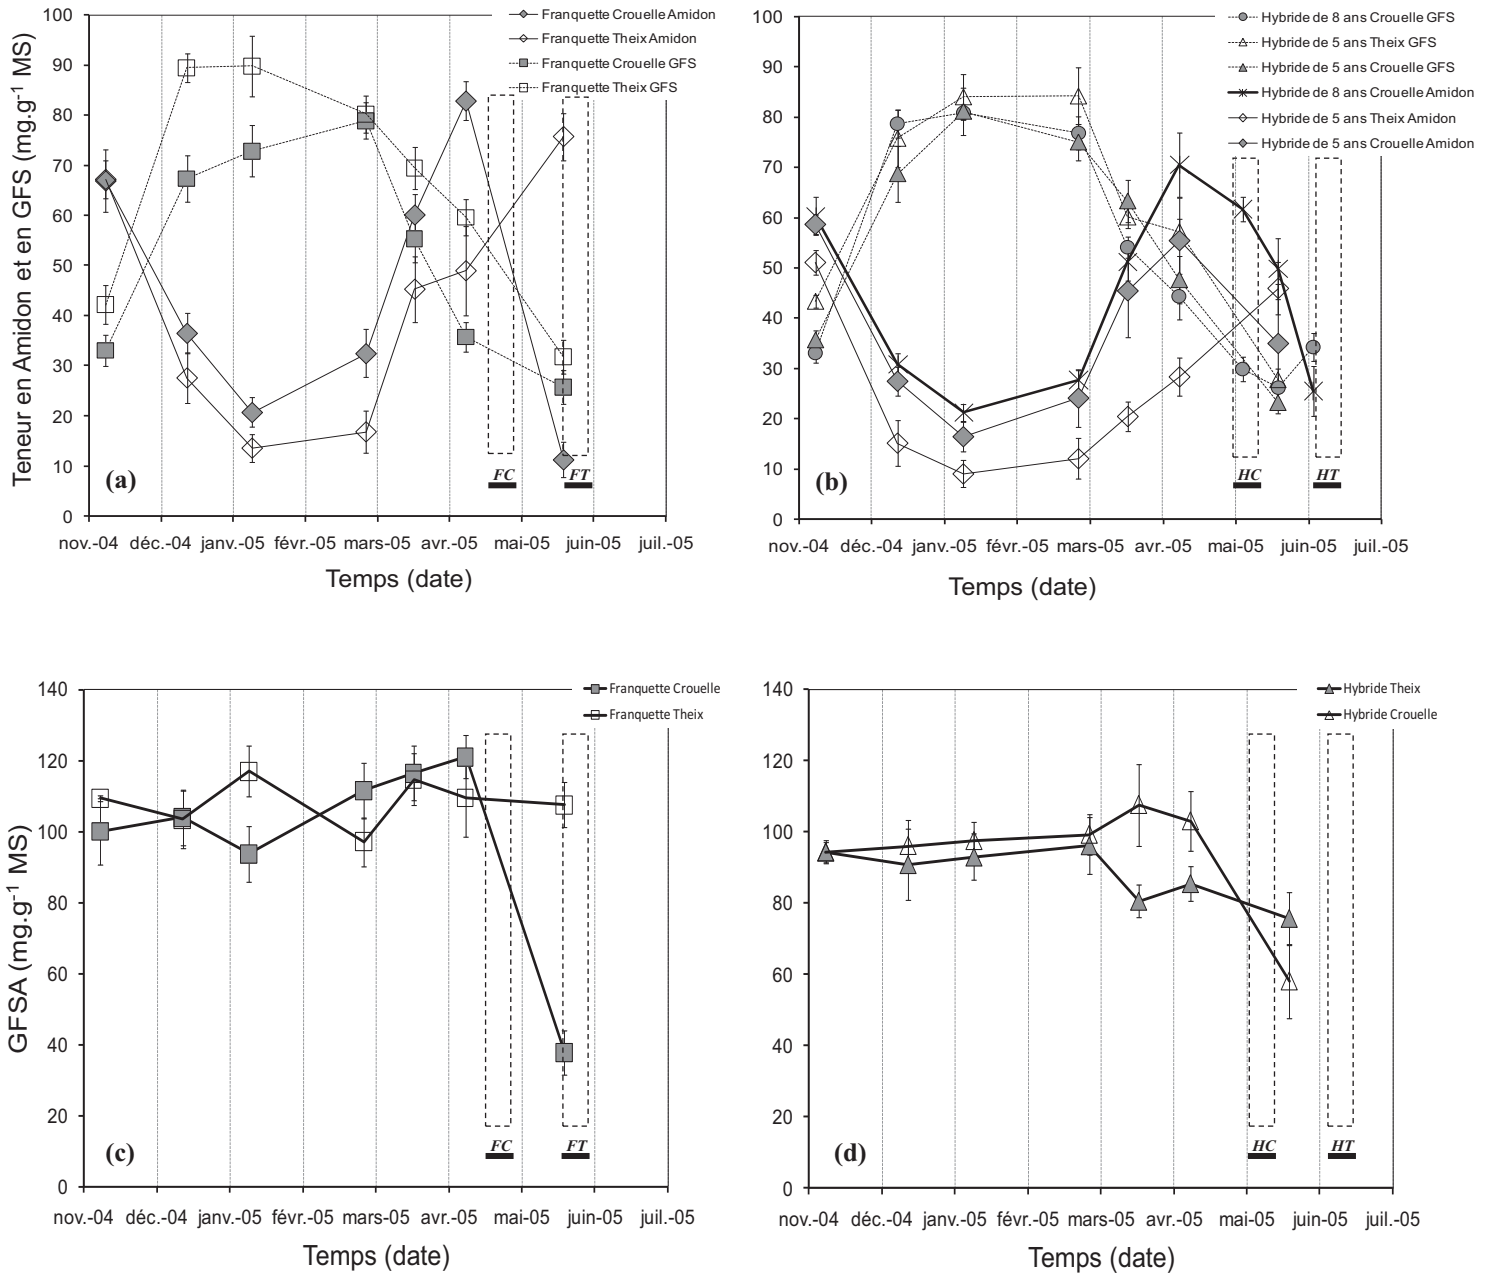 Teneur en Amidon et en GFS (mg.g⁻¹ MS)
100
90
80
70
60
50
40
30
20
10
0
Franquette Crouelle Amidon
Franquette Theix Amidon
Franquette Crouelle GFS
Franquette Theix GFS
(a)
FC
FT
nov.-04 déc.-04 janv.-05 févr.-05 mars-05 avr.-05 mai-05 juin-05 juil.-05
Temps (date)
100
90
80
70
60
50
40
30
20
10
0
Hybride de 8 ans Crouelle GFS
Hybride de 5 ans Theix GFS
Hybride de 5 ans Crouelle GFS
Hybride de 8 ans Crouelle Amidon
Hybride de 5 ans Theix Amidon
Hybride de 5 ans Crouelle Amidon
(b)
HC
HT
nov.-04 déc.-04 janv.-05 févr.-05 mars-05 avr.-05 mai-05 juin-05 juil.-05
Temps (date)
GFSA (mg.g⁻¹ MS)
140
120
100
80
60
40
20
0
Franquette Crouelle
Franquette Theix
(c)
FC
FT
nov.-04 déc.-04 janv.-05 févr.-05 mars-05 avr.-05 mai-05 juin-05 juil.-05
Temps (date)
140
120
100
80
60
40
20
0
Hybride Theix
Hybride Crouelle
(d)
HC
HT
nov.-04 déc.-04 janv.-05 févr.-05 mars-05 avr.-05 mai-05 juin-05 juil.-05
Temps (date)